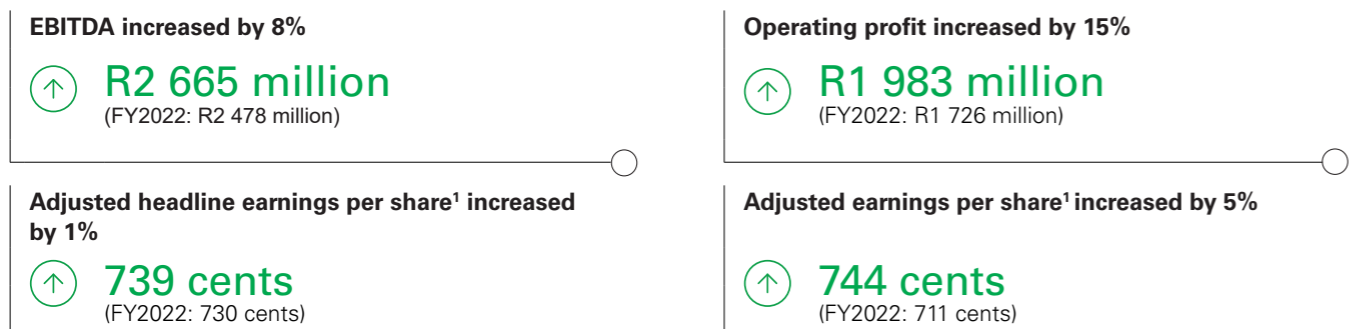 EBITDA increased by 8%
R2 665 million
(FY2022: R2 478 million)
Operating profit increased by 15%
R1 983 million
(FY2022: R1 726 million)
Adjusted headline earnings per share¹ increased
by 1%
739 cents
(FY2022: 730 cents)
Adjusted earnings per share¹ increased by 5%
744 cents
(FY2022: 711 cents)